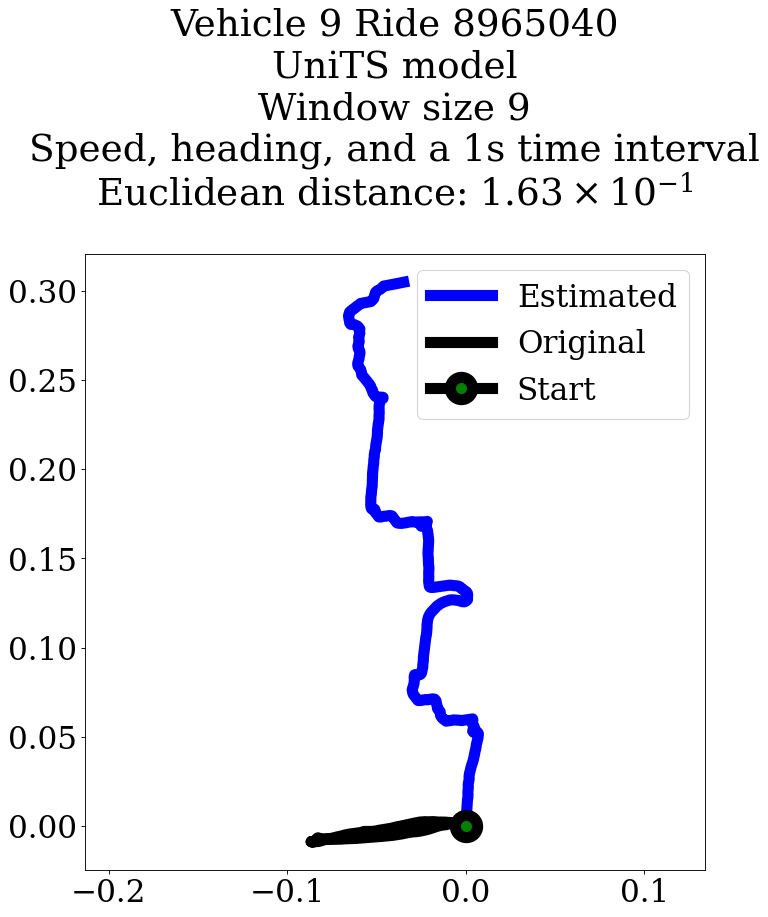 Vehicle 9 Ride 8965040
UniTS model
Window size 9
Speed, heading, and a 1s time interval
Euclidean distance: 1.63 × 10⁻¹
0.30
0.25
0.20
0.15
0.10
0.05
0.00
−0.2
−0.1
0.0
0.1
Estimated
Original
Start